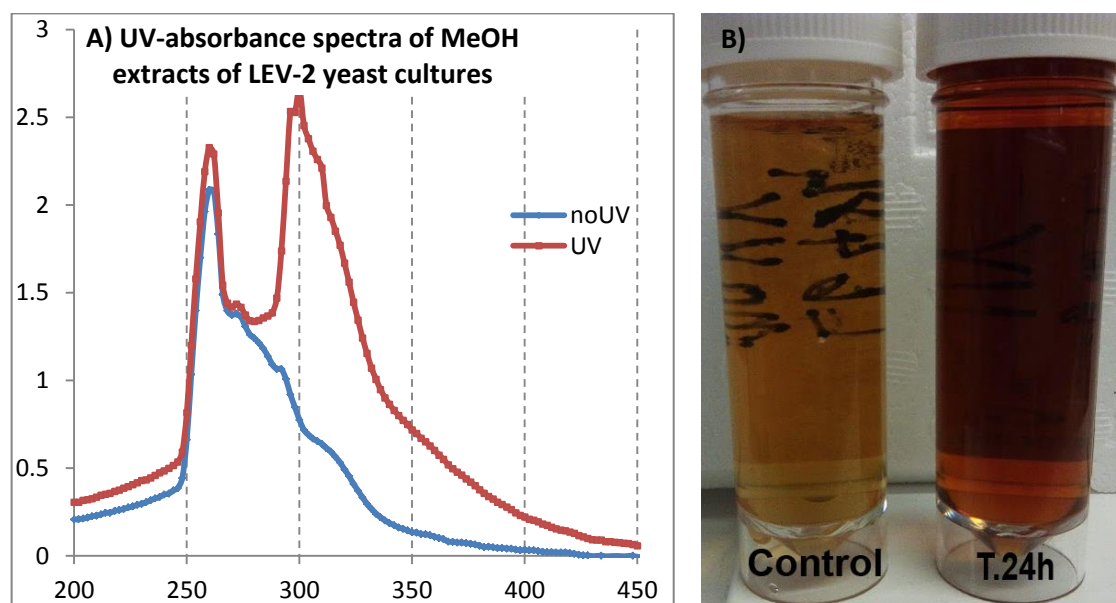 A) UV-absorbance spectra of MeOH
extracts of LEV-2 yeast cultures
3
2.5
2
1.5
1
0.5
0
200
250
300
350
400
450
noUV
UV
B)
Control
T.24h